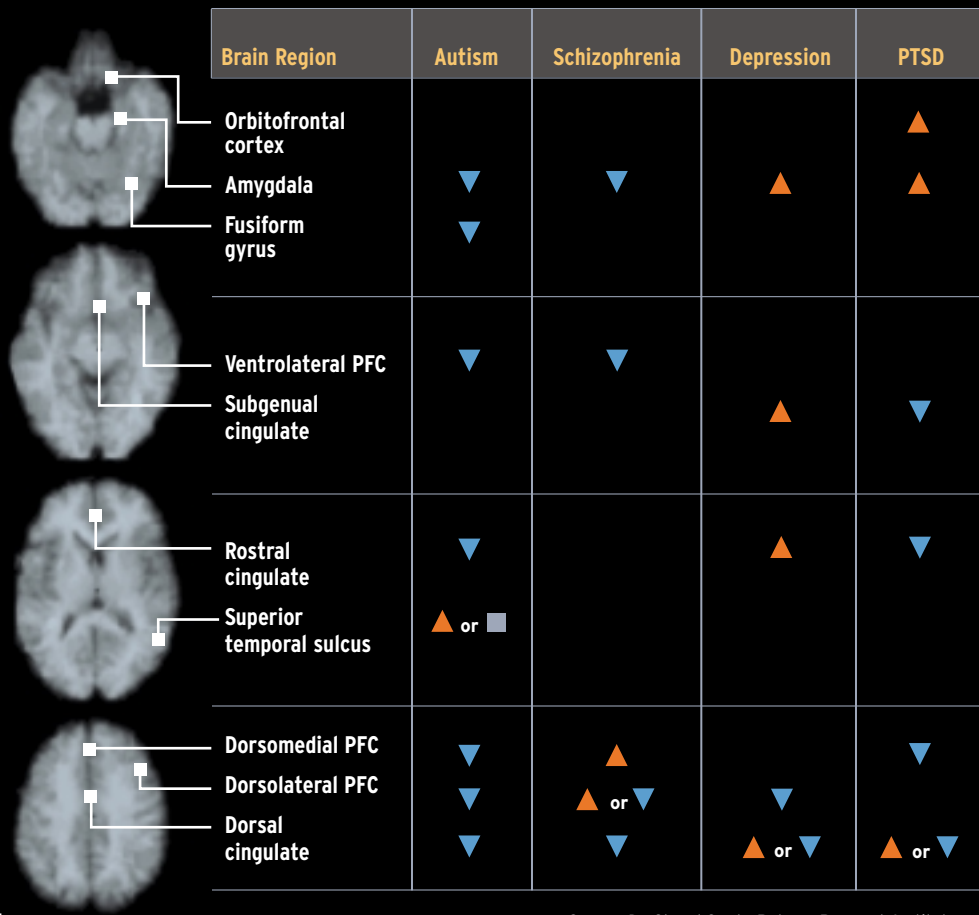 Brain Region Autism Schizophrenia Depression PTSD
Orbitofrontal
cortex
Amygdala
Fusiform
gyrus
Ventrolateral PFC
Subgenual
cingulate
Rostral
cingulate
Superior
temporal sulcus
or
Dorsomedial PFC
Dorsolateral PFC
or
Dorsal
cingulate
or or